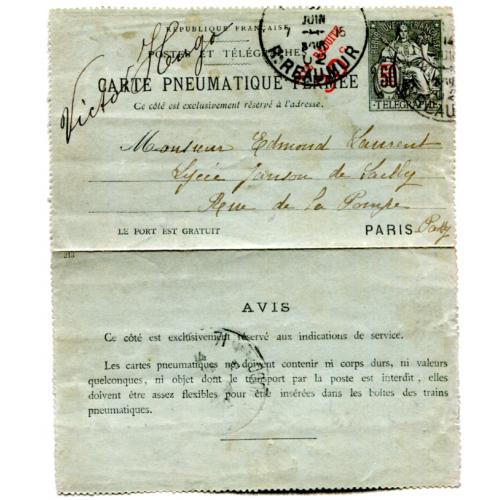 RÉPUBLIQUE FRANÇAISE
POSTES ET TÉLÉGRAPHES
CARTE PNEUMATIQUE FERMÉE
Ce côté est exclusivement réservé à l'adresse.
Victor Hugo
JUIN
R. REAUMUR
50
TÉLÉGRAPHE
Monsieur Edmond Laurent
Lycée Janson de Sailly
Rue de la Pompe
LE PORT EST GRATUIT
PARIS Passy
213
AVIS
Ce côté est exclusivement réservé aux indications de service.
Les cartes pneumatiques ne doivent contenir ni corps durs, ni valeurs
quelconques, ni objet dont le transport par la poste est interdit, elles
doivent être assez flexibles pour être insérées dans les boîtes des trains
pneumatiques.